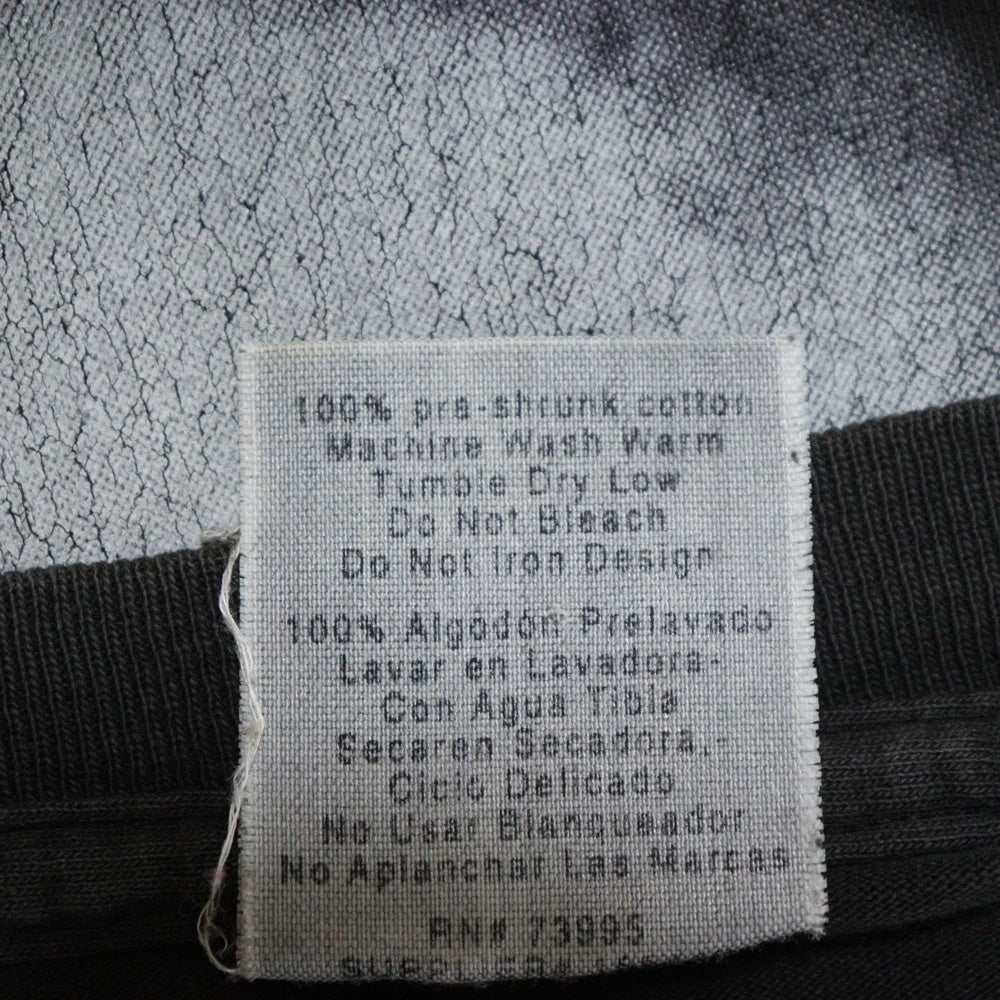 100% pre-shrunk cotton
Machine Wash Warm
Tumble Dry Low
Do Not Bleach
Do Not Iron Design
100% Algodón Prelavado
Lavar en Lavadora-
Con Agua Tibia
Secaren Secadora,-
Ciclo Delicado
No Usar Blanqueador
No Aplanchar Las Marcas
RN# 73995
SUPPLIER#